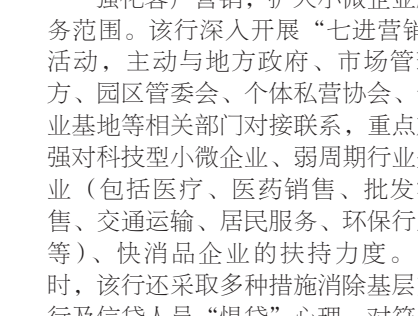 强化客户营销，扩大小微企业
务范围。该行深入开展“七进营销
活动，主动与地方政府、市场管
方、园区管委会、个体私营协会、
业基地等相关部门对接联系，重点
强对科技型小微企业、弱周期行业
业（包括医疗、医药销售、批发
售、交通运输、居民服务、环保行
等）、快消品企业的扶持力度。
时，该行还采取多种措施消除基层
行及信贷人员“惧贷”心理，对符